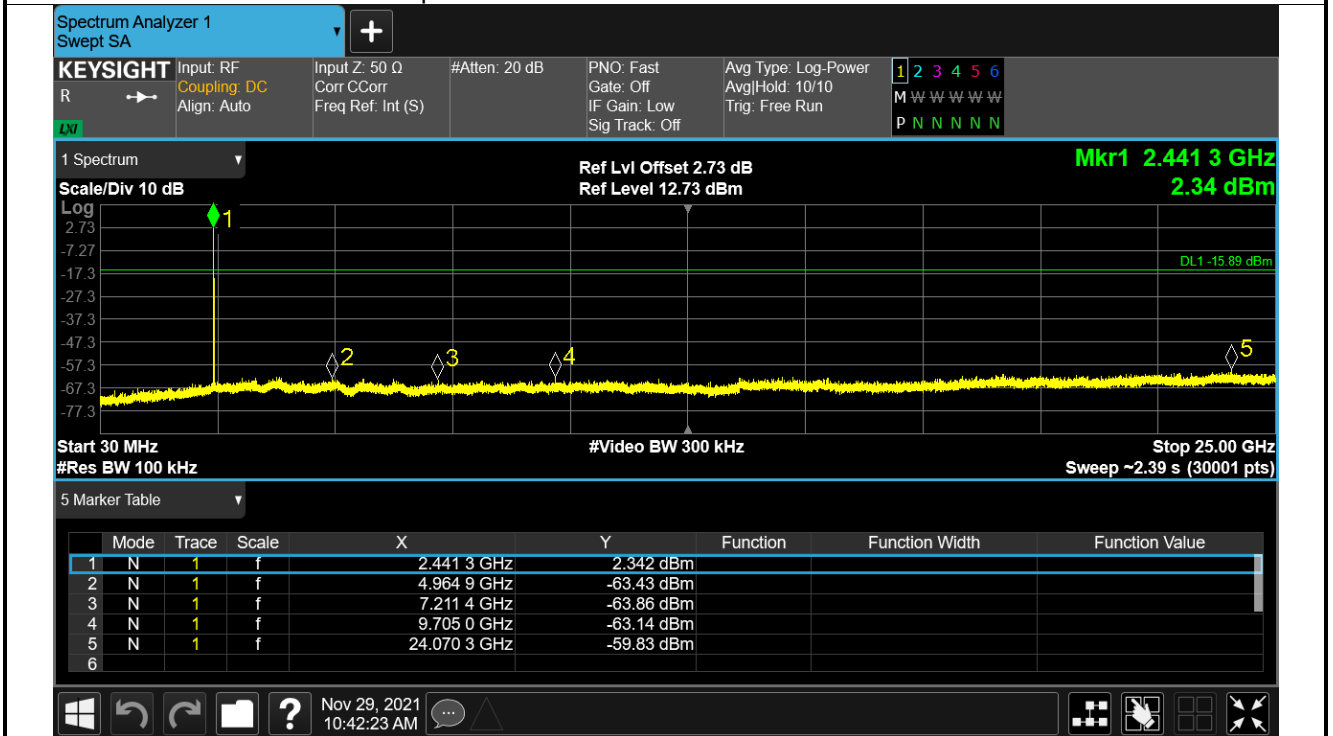 Spectrum Analyzer 1
Swept SA
+
KEYSIGHT
R
LXI
Input: RF
Coupling: DC
Align: Auto
Input Z: 50 Ω
Corr CCorr
Freq Ref: Int (S)
#Atten: 20 dB
PNO: Fast
Gate: Off
IF Gain: Low
Sig Track: Off
Avg Type: Log-Power
Avg|Hold: 10/10
Trig: Free Run
1 2 3 4 5 6
M W W W W W
P N N N N N
1 Spectrum
Scale/Div 10 dB
Ref Lvl Offset 2.73 dB
Ref Level 12.73 dBm
Mkr1 2.441 3 GHz
2.34 dBm
Log
2.73
-7.27
-17.3
-27.3
-37.3
-47.3
-57.3
-67.3
-77.3
1
DL1 -15.89 dBm
2
3
4
5
Start 30 MHz
#Video BW 300 kHz
Stop 25.00 GHz
#Res BW 100 kHz
Sweep ~2.39 s (30001 pts)
5 Marker Table
Mode Trace Scale X Y Function Function Width Function Value
1 N 1 f 2.441 3 GHz 2.342 dBm
2 N 1 f 4.964 9 GHz -63.43 dBm
3 N 1 f 7.211 4 GHz -63.86 dBm
4 N 1 f 9.705 0 GHz -63.14 dBm
5 N 1 f 24.070 3 GHz -59.83 dBm
6
?
Nov 29, 2021
10:42:23 AM